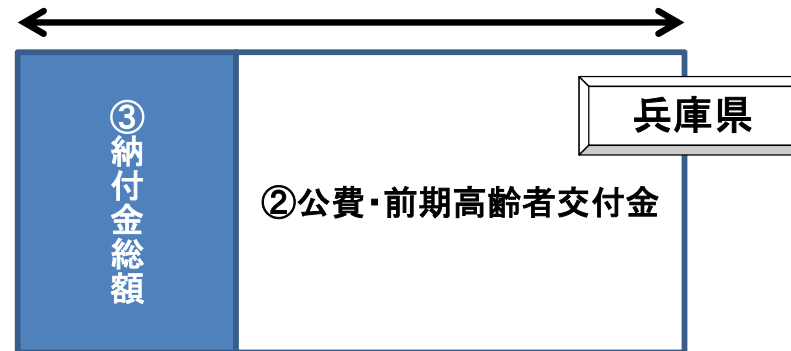 ③納付金総額
②公費・前期高齢者交付金
兵庫県